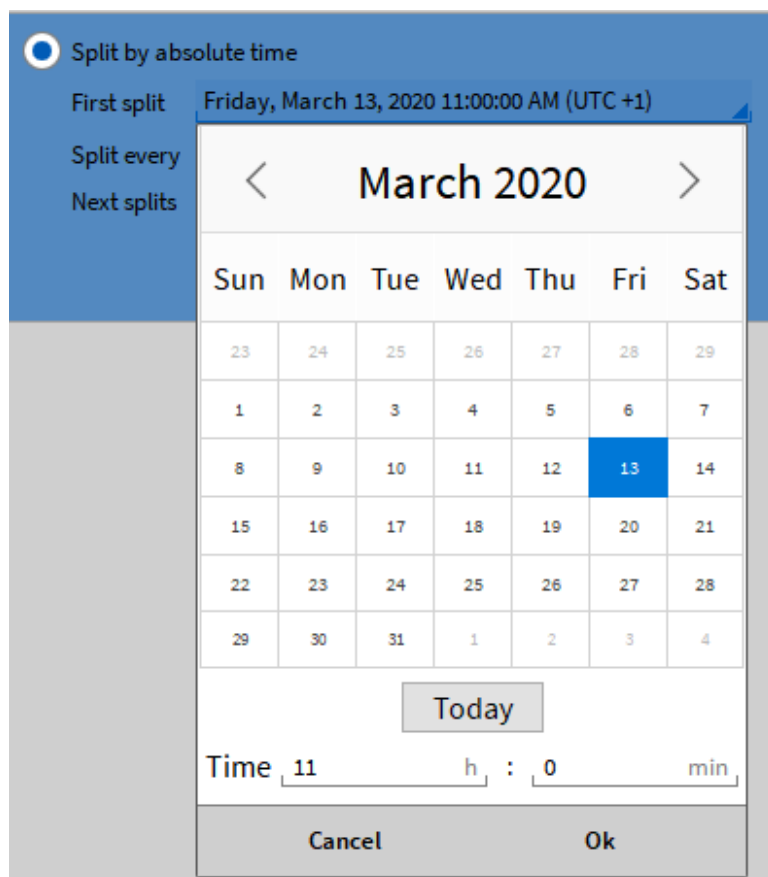 Split by absolute time
First split Friday, March 13, 2020 11:00:00 AM (UTC +1)
Split every
Next splits
< March 2020 >
Sun Mon Tue Wed Thu Fri Sat
23 24 25 26 27 28 29
1 2 3 4 5 6 7
8 9 10 11 12 13 14
15 16 17 18 19 20 21
22 23 24 25 26 27 28
29 30 31 1 2 3 4
Today
Time 11 h : 0 min
Cancel Ok